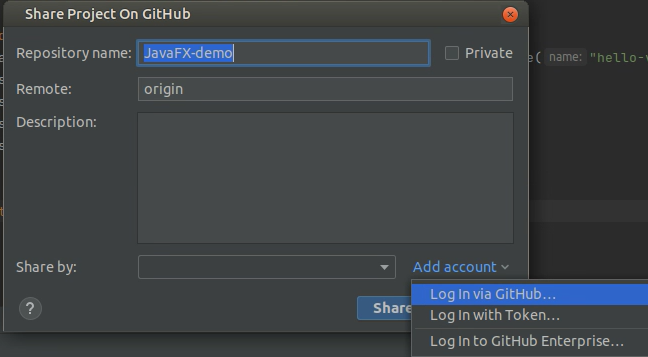 Share Project On GitHub
Repository name: JavaFX-demo Private
e( name: "hello-v
Remote: origin
Description:
Share by: Add account
? Share
Log In via GitHub...
Log In with Token...
Log In to GitHub Enterprise...